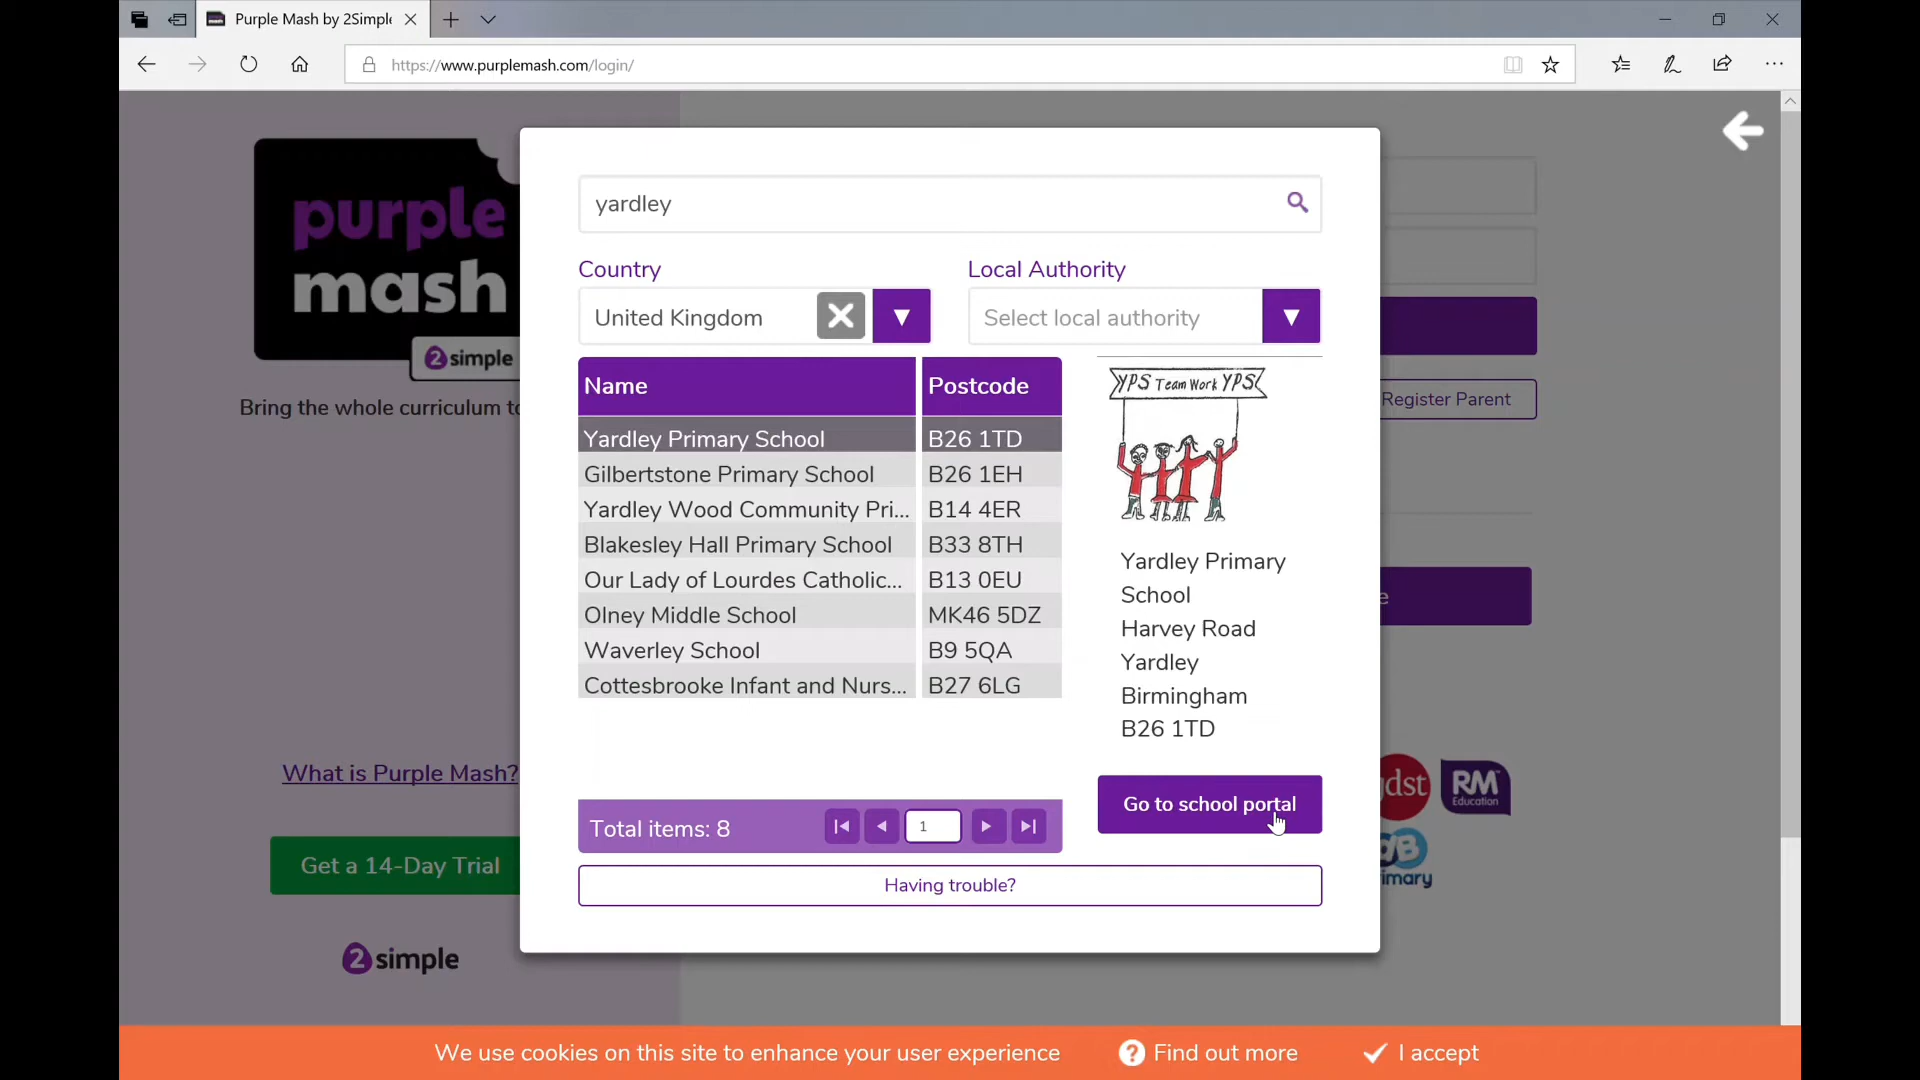 Purple Mash by 2Simple
https://www.purplemash.com/login/
purple
mash
2simple
Bring the whole curriculum to
What is Purple Mash?
Get a 14-Day Trial
2simple
yardley
Country
Local Authority
United Kingdom
Select local authority
Name Postcode
Yardley Primary School B26 1TD
Gilbertstone Primary School B26 1EH
Yardley Wood Community Pri... B14 4ER
Blakesley Hall Primary School B33 8TH
Our Lady of Lourdes Catholic... B13 0EU
Olney Middle School MK46 5DZ
Waverley School B9 5QA
Cottesbrooke Infant and Nurs... B27 6LG
Total items: 8
1
YPS Team Work YPS
Yardley Primary
School
Harvey Road
Yardley
Birmingham
B26 1TD
Go to school portal
Having trouble?
Register Parent
e
dst
RM
Education
imary
We use cookies on this site to enhance your user experience
? Find out more
I accept